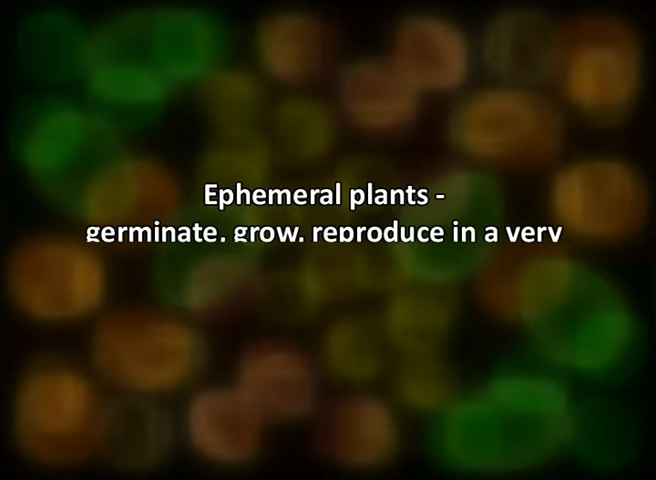 Ephemeral plants -
germinate, grow, reproduce in a very